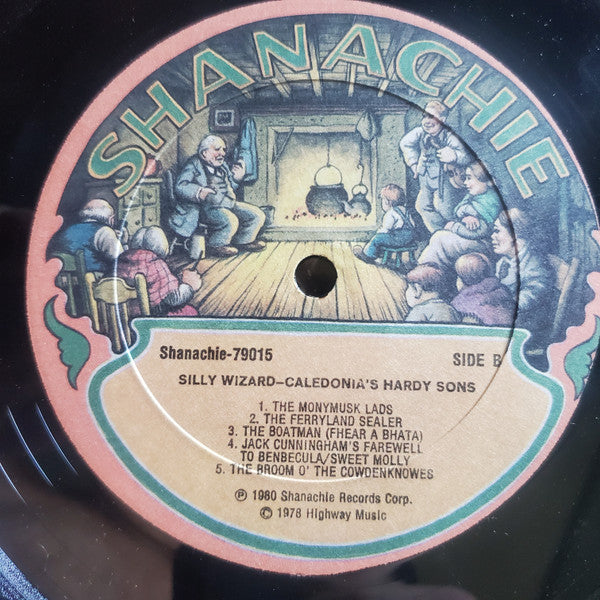 SHANACHIE
Shanachie-79015 SIDE B
SILLY WIZARD–CALEDONIA'S HARDY SONS
1. THE MONYMUSK LADS
2. THE FERRYLAND SEALER
3. THE BOATMAN (FHEAR A BHATA)
4. JACK CUNNINGHAM'S FAREWELL
TO BENBECULA/SWEET MOLLY
5. THE BROOM O' THE COWDENKNOWES
℗ 1980 Shanachie Records Corp.
© 1978 Highway Music